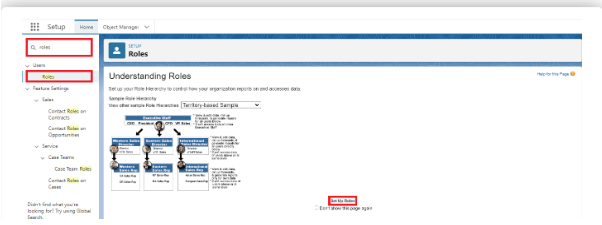 Setup
Home
Object Manager
roles
SETUP
Roles
Users
Roles
Feature Settings
Sales
Contact Roles on
Contracts
Contact Roles on
Opportunities
Service
Case Teams
Case Team Roles
Contact Roles on
Cases
Didn't find what you're
looking for? Try using Global
Search.
Understanding Roles
Help for this Page
Set up your Role Hierarchy to control how your organization reports on and accesses data.
Sample Role Hierarchy
View other sample Role Hierarchies: Territory-based Sample
Executive Staff
CEO President CFO VP Sales
Western Sales
Director
Eastern Sales
Director
International
Sales Director
Western
Sales Rep
Eastern
Sales Rep
International
Sales Rep
Set Up Roles
Don't show this page again